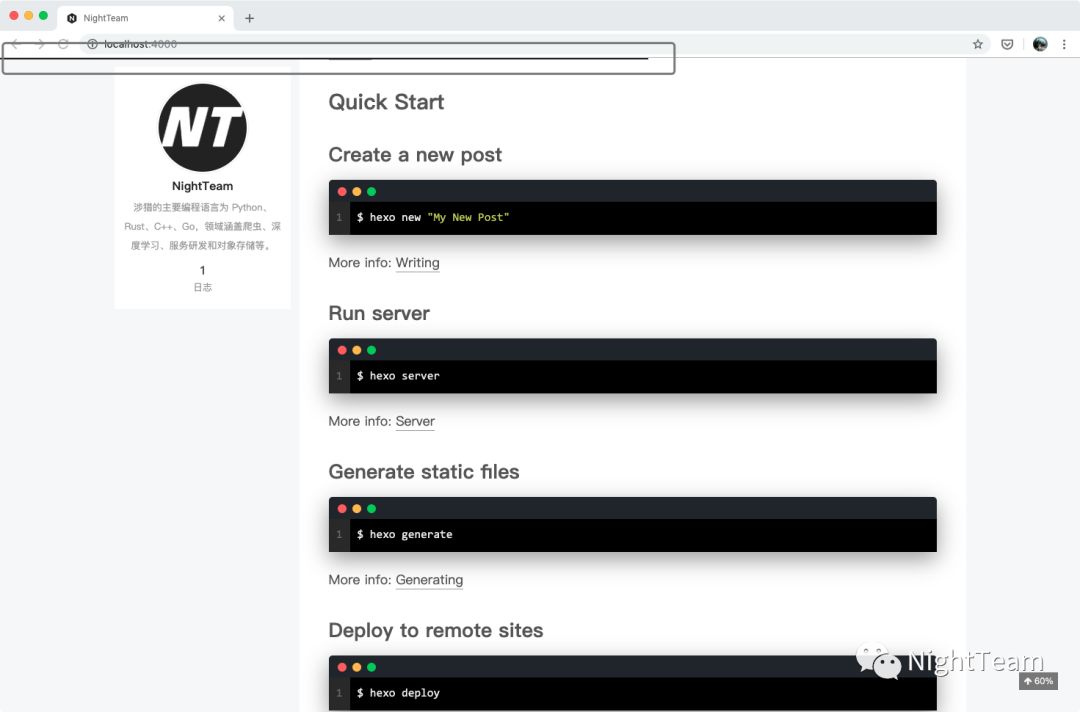 NightTeam
localhost:4000
NT
NightTeam
涉猎的主要编程语言为 Python、
Rust、C++、Go，领域涵盖爬虫、深
度学习、服务研发和对象存储等。
1
日志
Quick Start
Create a new post
1 $ hexo new "My New Post"
More info: Writing
Run server
1 $ hexo server
More info: Server
Generate static files
1 $ hexo generate
More info: Generating
Deploy to remote sites
1 $ hexo deploy
NightTeam
60%